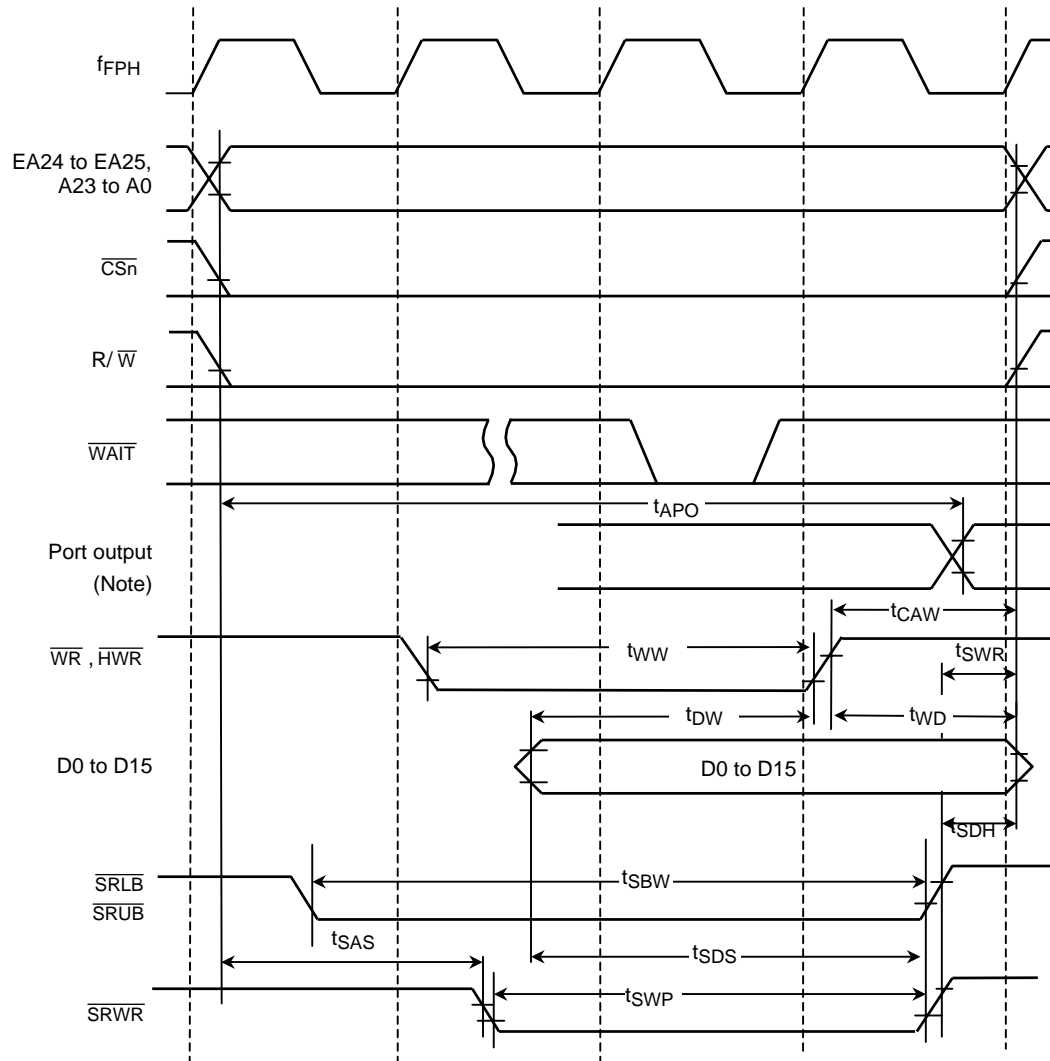 fFPH
EA24 to EA25,
A23 to A0
CSn
R/ W
WAIT
tAPO
Port output
(Note)
tCAW
WR , HWR
tWW
tSWR
tDW
tWD
D0 to D15
D0 to D15
tSDH
SRLB
tSBW
SRUB
tSAS
tSDS
tSWP
SRWR